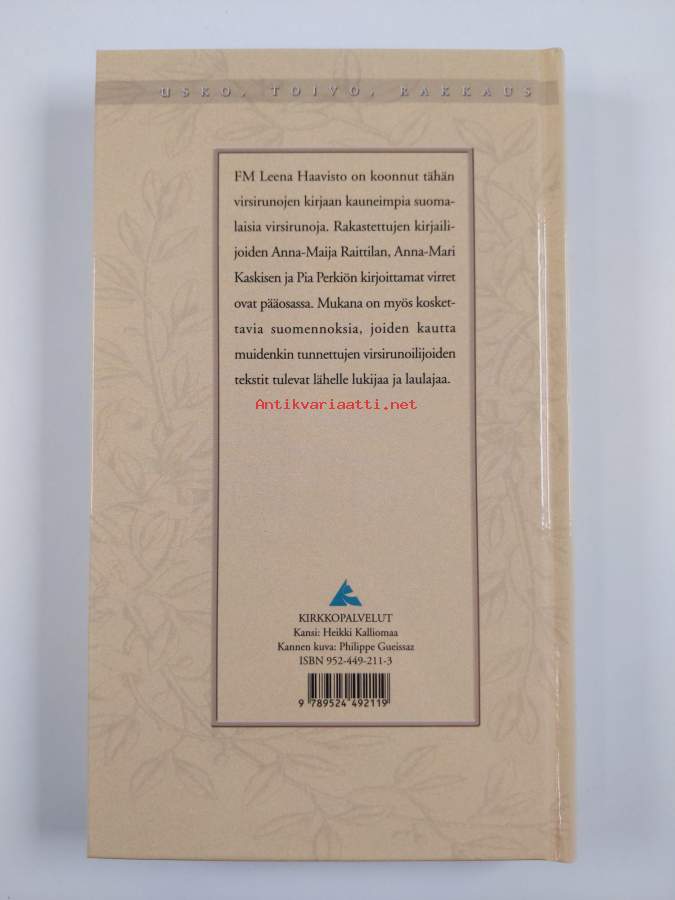 USKO, TOIVO, RAKKAUS
FM Leena Haavisto on koonnut tähän
virsirunojen kirjaan kauneimpia suoma-
laisia virsirunoja. Rakastettujen kirjaili-
joiden Anna-Maija Raittilan, Anna-Mari
Kaskisen ja Pia Perkiön kirjoittamat virret
ovat pääosassa. Mukana on myös kosket-
tavia suomennoksia, joiden kautta
muidenkin tunnettujen virsirunoilijoiden
tekstit tulevat lähelle lukijaa ja laulajaa.
Antikvariaatti.net
KIRKKOPALVELUT
Kansi: Heikki Kalliomaa
Kannen kuva: Philippe Gueissaz
ISBN 952-449-211-3
9 789524 492119